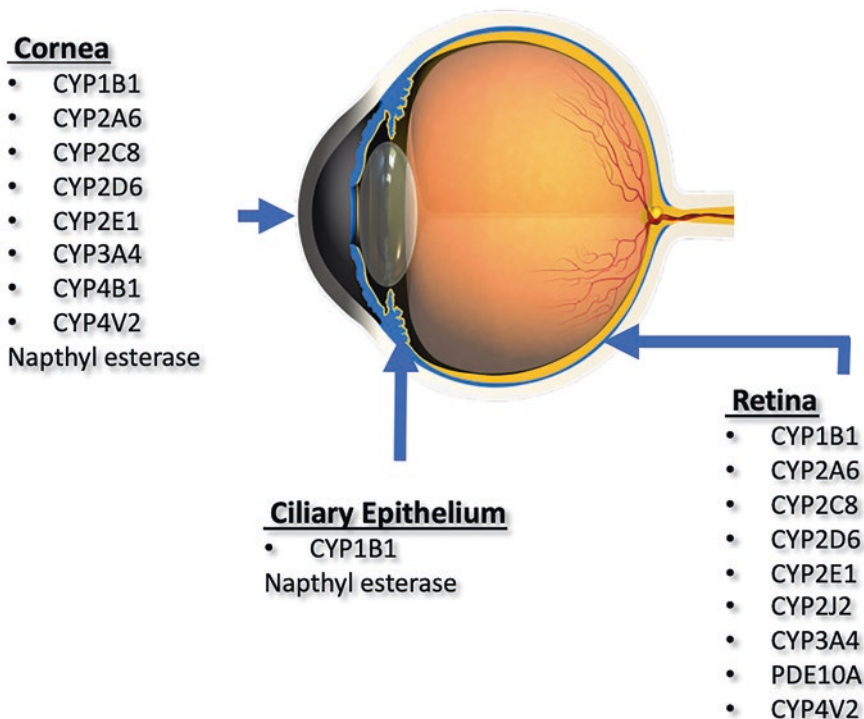 Cornea
• CYP1B1
• CYP2A6
• CYP2C8
• CYP2D6
• CYP2E1
• CYP3A4
• CYP4B1
• CYP4V2
Napthyl esterase
Ciliary Epithelium
• CYP1B1
Napthyl esterase
Retina
• CYP1B1
• CYP2A6
• CYP2C8
• CYP2D6
• CYP2E1
• CYP2J2
• CYP3A4
• PDE10A
• CYP4V2